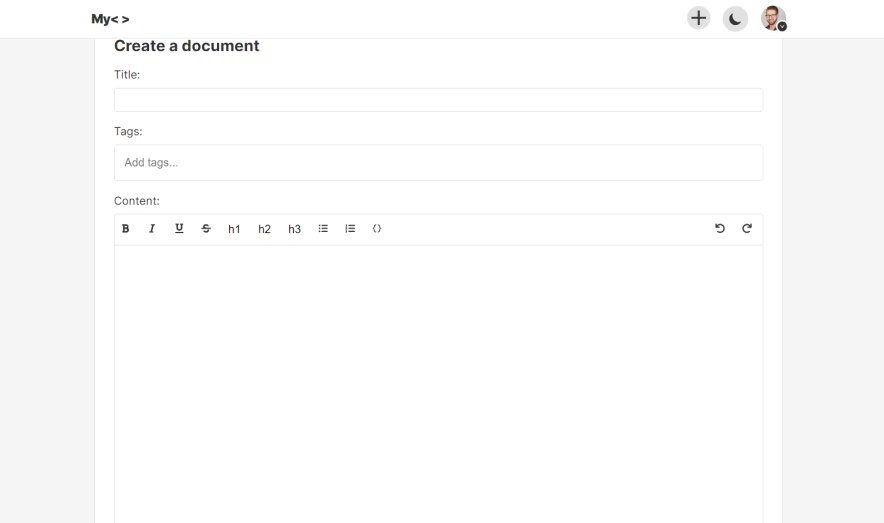 My< >
Create a document
Title:
Tags:
Add tags...
Content:
B I U S h1 h2 h3 {}